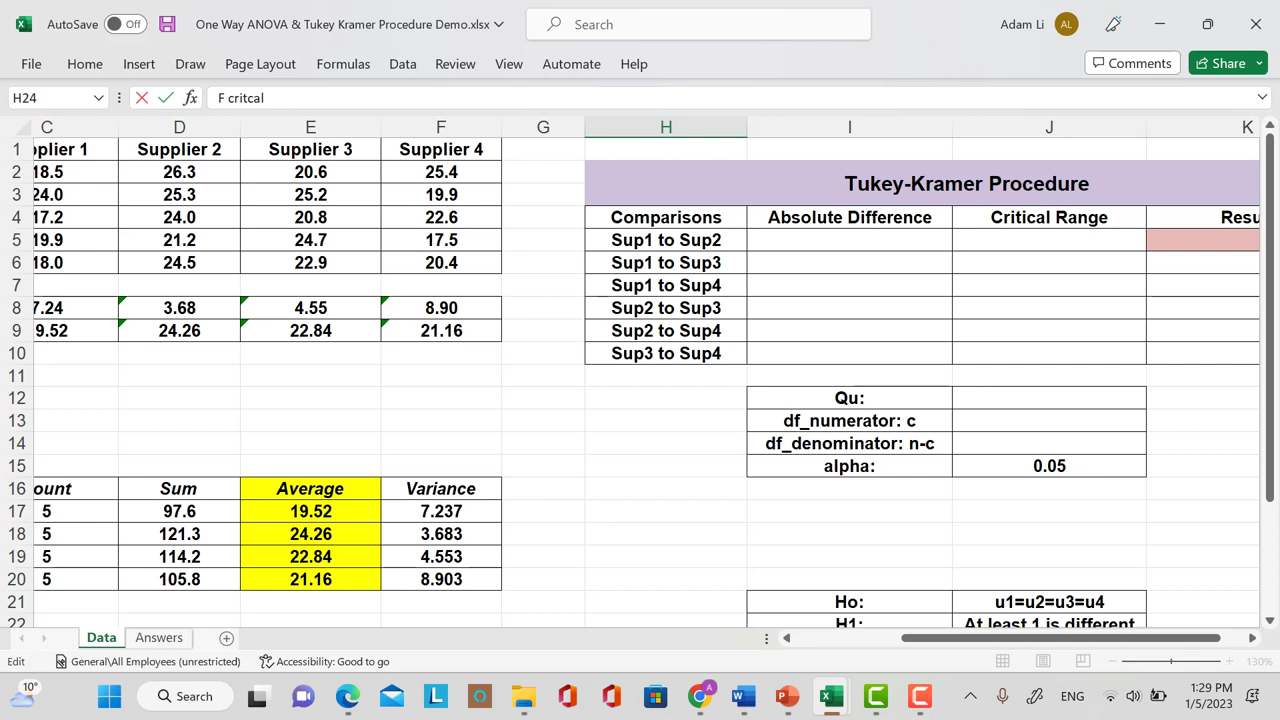 AutoSave Off One Way ANOVA & Tukey Kramer Procedure Demo.xlsx Search Adam Li AL
File Home Insert Draw Page Layout Formulas Data Review View Automate Help Comments Share
H24 fx F critcal
C D E F G H I J K
1 pplier 1 Supplier 2 Supplier 3 Supplier 4
2 18.5 26.3 20.6 25.4 Tukey-Kramer Procedure
3 24.0 25.3 25.2 19.9
4 17.2 24.0 20.8 22.6 Comparisons Absolute Difference Critical Range Resu
5 19.9 21.2 24.7 17.5 Sup1 to Sup2
6 18.0 24.5 22.9 20.4 Sup1 to Sup3
7 Sup1 to Sup4
8 7.24 3.68 4.55 8.90 Sup2 to Sup3
9 9.52 24.26 22.84 21.16 Sup2 to Sup4
10 Sup3 to Sup4
11
12 Qu:
13 df_numerator: c
14 df_denominator: n-c
15 alpha: 0.05
16 ount Sum Average Variance
17 5 97.6 19.52 7.237
18 5 121.3 24.26 3.683
19 5 114.2 22.84 4.553
20 5 105.8 21.16 8.903
21 Ho: u1=u2=u3=u4
22 H1: At least 1 is different
Data Answers
Edit General\All Employees (unrestricted) Accessibility: Good to go 130%
10° Search A L W P ENG 1:29 PM
1/5/2023